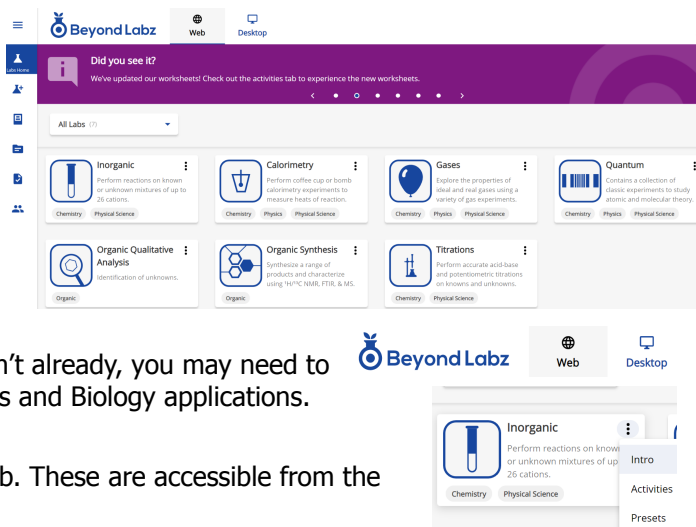 Beyond Labz
Web
Desktop
Labs Home
Did you see it?
We've updated our worksheets! Check out the activities tab to experience the new worksheets.
All Labs (7)
Inorganic
Perform reactions on known
or unknown mixtures of up to
26 cations.
Chemistry Physical Science
Calorimetry
Perform coffee cup or bomb
calorimetry experiments to
measure heats of reaction.
Chemistry Physics Physical Science
Gases
Explore the properties of
ideal and real gases using a
variety of gas experiments.
Chemistry Physics Physical Science
Quantum
Contains a collection of
classic experiments to study
atomic and molecular theory.
Chemistry Physics Physical Science
Organic Qualitative
Analysis
Identification of unknowns.
Organic
Organic Synthesis
Synthesize a range of
products and characterize
using ¹H/¹³C NMR, FTIR, & MS.
Organic
Titrations
Perform accurate acid-base
and potentiometric titrations
on knowns and unknowns.
Chemistry Physical Science
n't already, you may need to
s and Biology applications.
b. These are accessible from the
Beyond Labz
Web
Desktop
Inorganic
Perform reactions on know
or unknown mixtures of up
26 cations.
Chemistry Physical Science
Intro
Activities
Presets